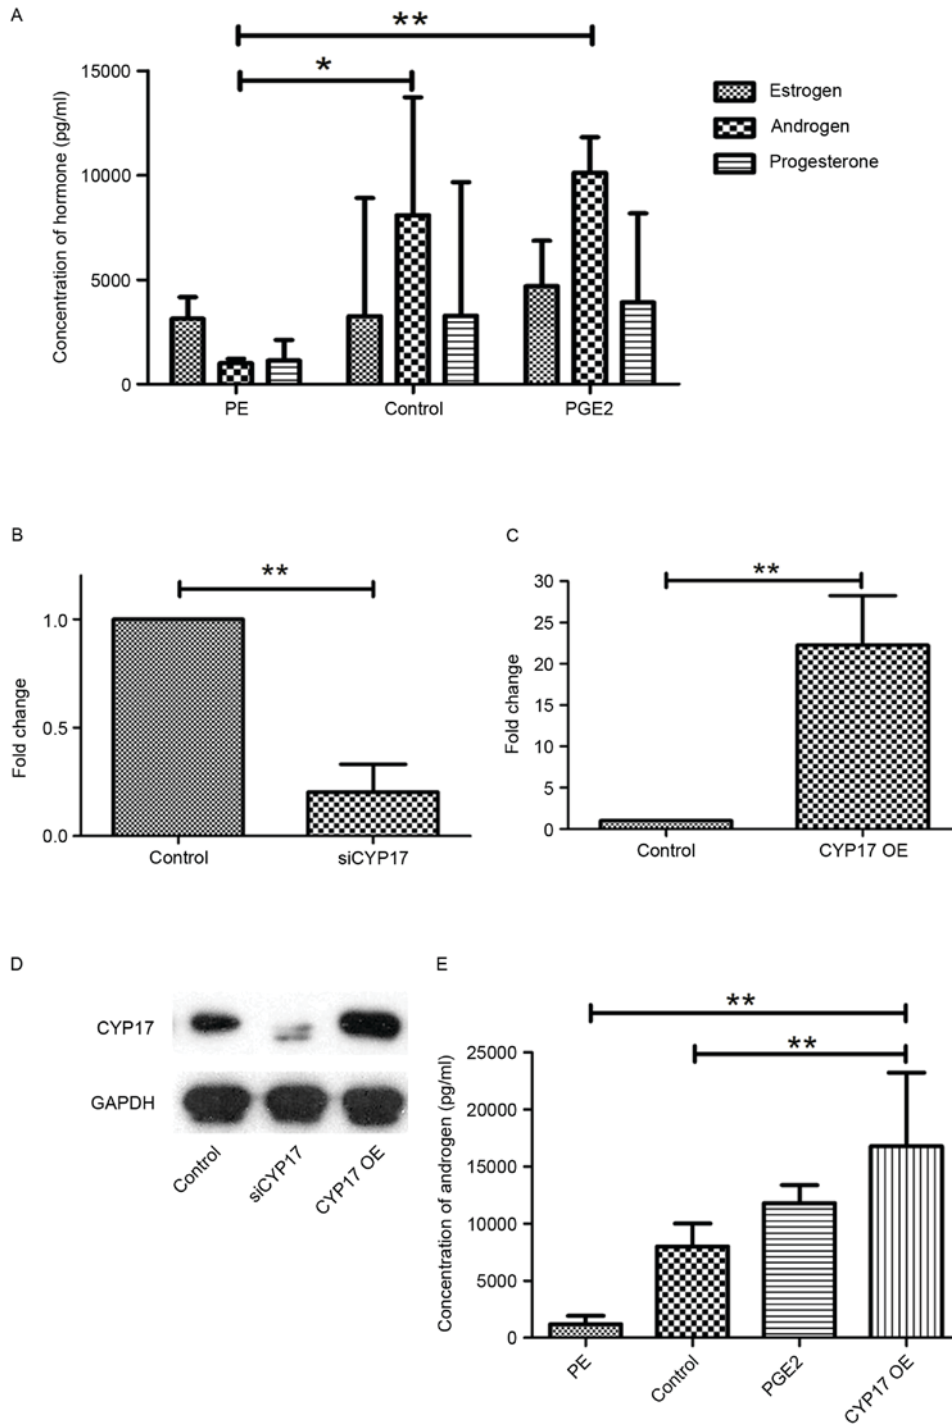 A
**
*
15000
10000
5000
0
Concentration of hormone (pg/ml)
PE
Control
PGE2
Estrogen
Androgen
Progesterone
B
**
1.0
0.5
0.0
Fold change
Control
siCYP17
C
**
30
25
20
15
10
5
0
Fold change
Control
CYP17 OE
D
CYP17
GAPDH
Control
siCYP17
CYP17 OE
E
**
**
25000
20000
15000
10000
5000
0
Concentration of androgen (pg/ml)
PE
Control
PGE2
CYP17 OE